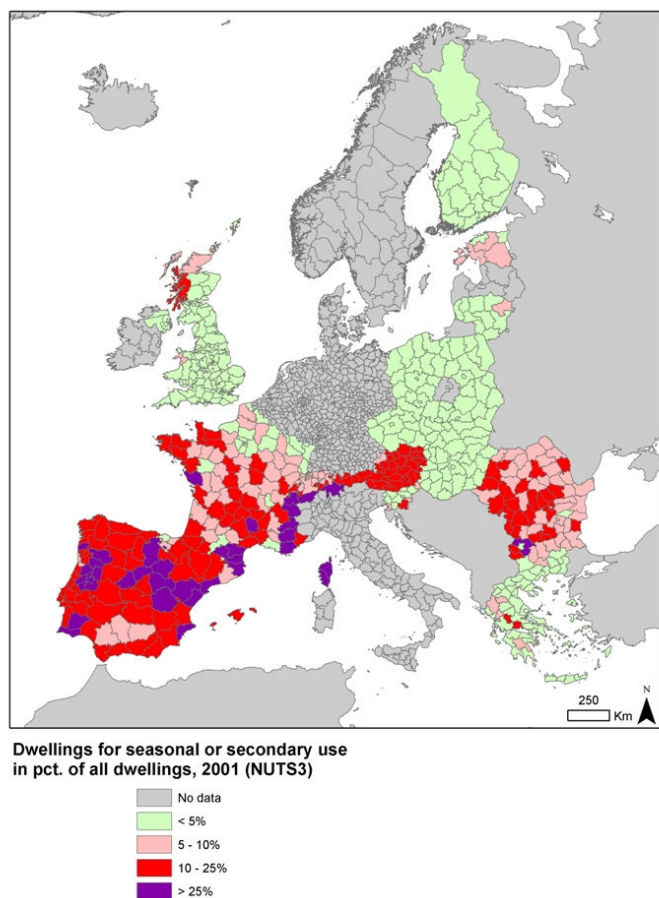 N
250
Km
Dwellings for seasonal or secondary use
in pct. of all dwellings, 2001 (NUTS3)
No data
< 5%
5 - 10%
10 - 25%
> 25%